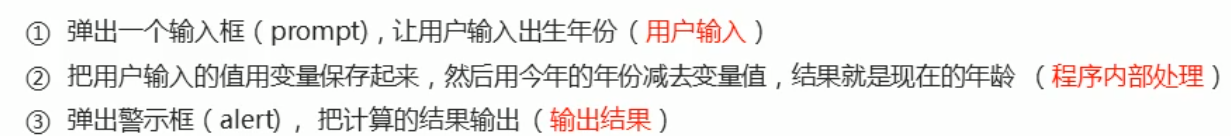 ① 弹出一个输入框（prompt)，让用户输入出生年份（用户输入）
② 把用户输入的值用变量保存起来，然后用今年的年份减去变量值，结果就是现在的年龄 （程序内部处理）
③ 弹出警示框（alert)， 把计算的结果输出（输出结果）